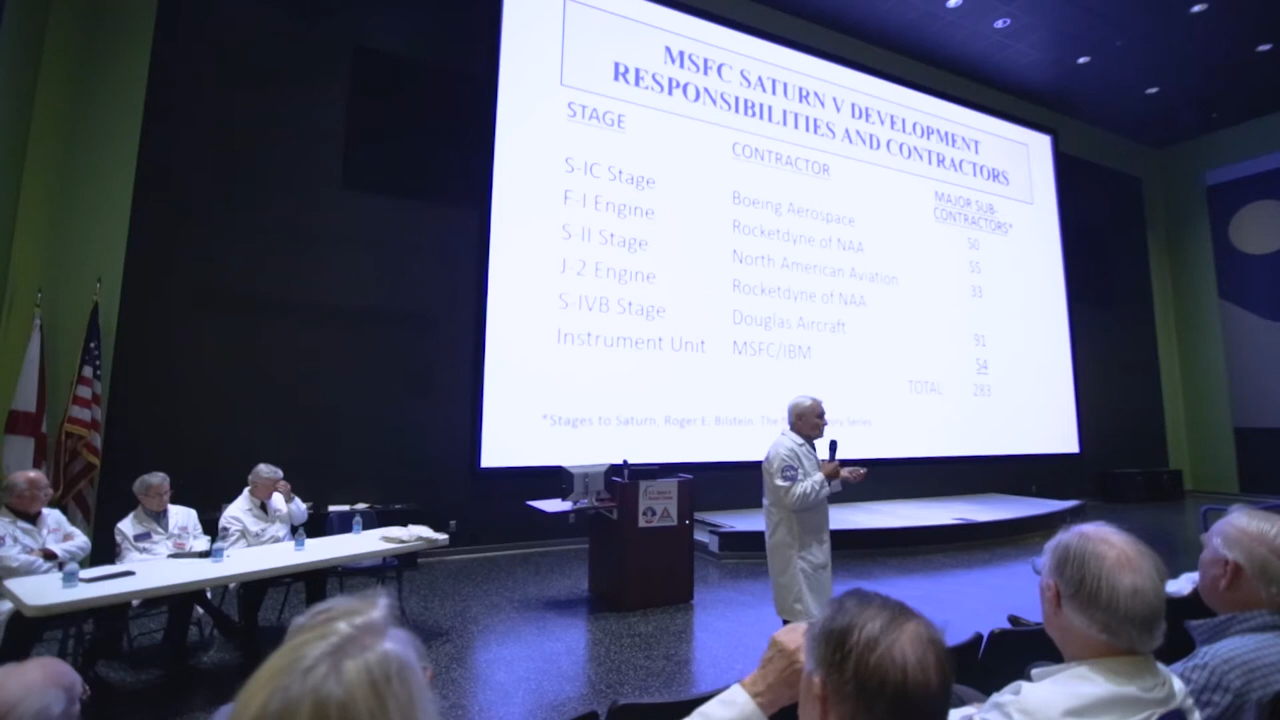 MSFC SATURN V DEVELOPMENT
RESPONSIBILITIES AND CONTRACTORS
STAGE
CONTRACTOR
MAJOR SUB-
CONTRACTORS*
S-IC Stage
Boeing Aerospace
50
F-I Engine
Rocketdyne of NAA
55
S-II Stage
North American Aviation
33
J-2 Engine
Rocketdyne of NAA
S-IVB Stage
Douglas Aircraft
91
Instrument Unit
MSFC/IBM
54
TOTAL
283
*Stages to Saturn, Roger E. Bilstein, The Series